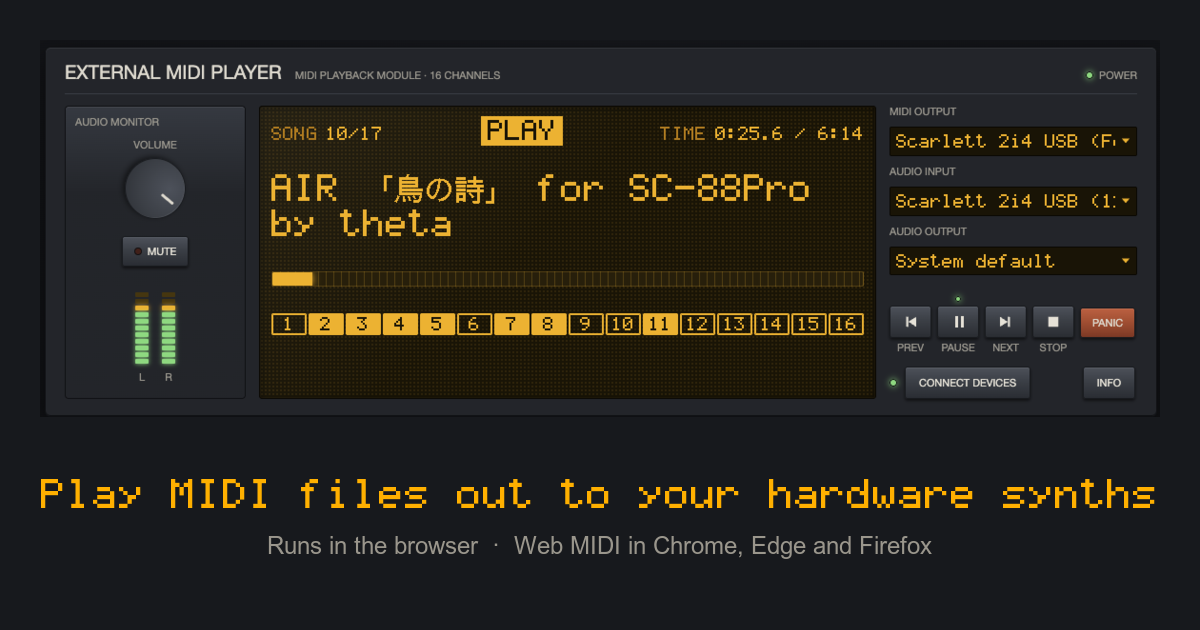 EXTERNAL MIDI PLAYER MIDI PLAYBACK MODULE · 16 CHANNELS
POWER
AUDIO MONITOR
VOLUME
MUTE
L R
SONG 10/17
PLAY
TIME 0:25.6 / 6:14
AIR 「鳥の詩」 for SC-88Pro
by theta
1 2 3 4 5 6 7 8 9 10 11 12 13 14 15 16
MIDI OUTPUT
Scarlett 2i4 USB (F
AUDIO INPUT
Scarlett 2i4 USB (1:
AUDIO OUTPUT
System default
PREV PAUSE NEXT STOP
PANIC
CONNECT DEVICES
INFO
Play MIDI files out to your hardware synths
Runs in the browser · Web MIDI in Chrome, Edge and Firefox